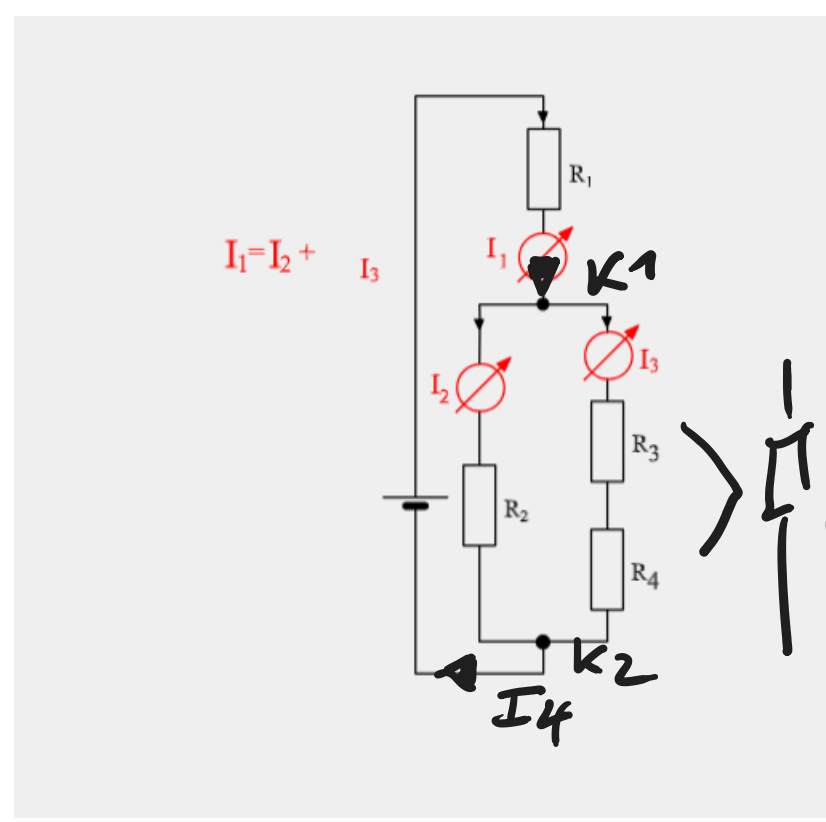 R₁
I₁
K1
I₁=I₂ + I₃
I₃
I₂
R₃
R₂
R₄
K2
I4